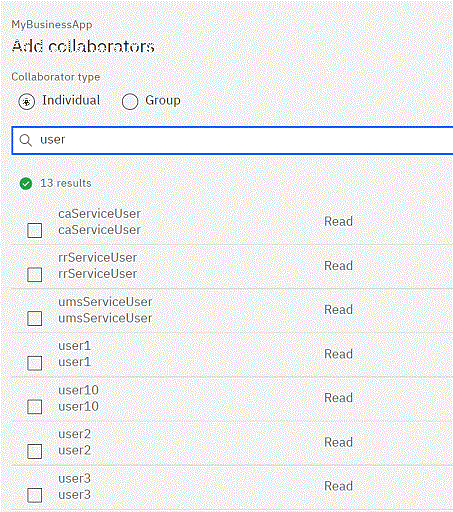 MyBusinessApp
Add collaborators
Collaborator type
Individual Group
user
13 results
caServiceUser
caServiceUser
Read
rrServiceUser
rrServiceUser
Read
umsServiceUser
umsServiceUser
Read
user1
user1
Read
user10
user10
Read
user2
user2
Read
user3
user3
Read